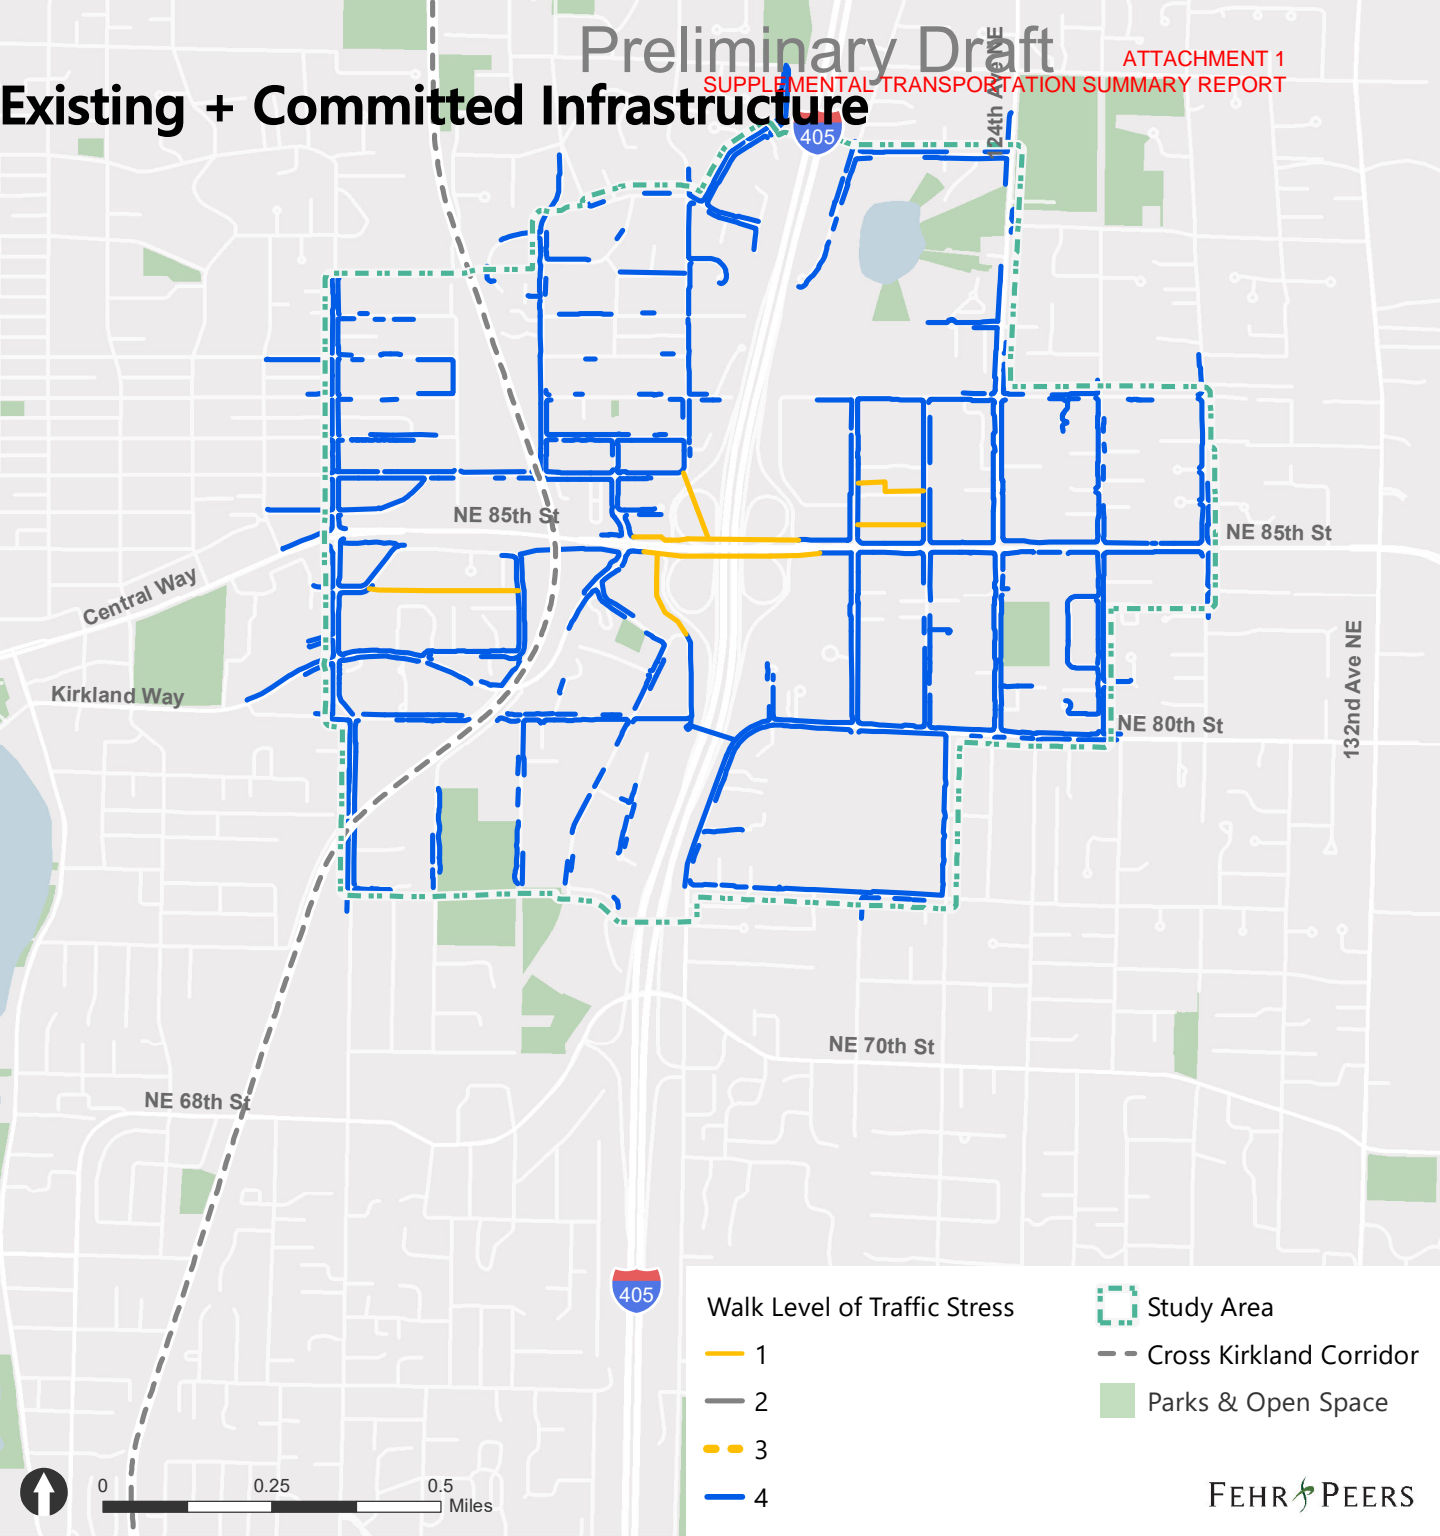 Preliminary Draft
ATTACHMENT 1
SUPPLEMENTAL TRANSPORTATION SUMMARY REPORT
Existing + Committed Infrastructure
124th Ave NE
405
NE 85th St
NE 85th St
Central Way
Kirkland Way
NE 80th St
132nd Ave NE
NE 70th St
NE 68th St
405
Walk Level of Traffic Stress
1
2
3
4
Study Area
Cross Kirkland Corridor
Parks & Open Space
0 0.25 0.5
Miles
FEHR PEERS